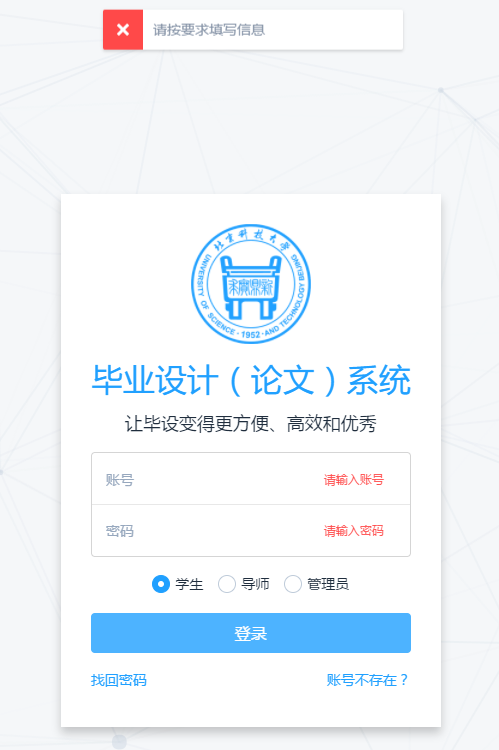 请按要求填写信息
北京科技大学
UNIVERSITY OF SCIENCE · 1952 · AND TECHNOLOGY BEIJING
毕业设计（论文）系统
让毕设变得更方便、高效和优秀
账号 请输入账号
密码 请输入密码
学生 导师 管理员
登录
找回密码 账号不存在？